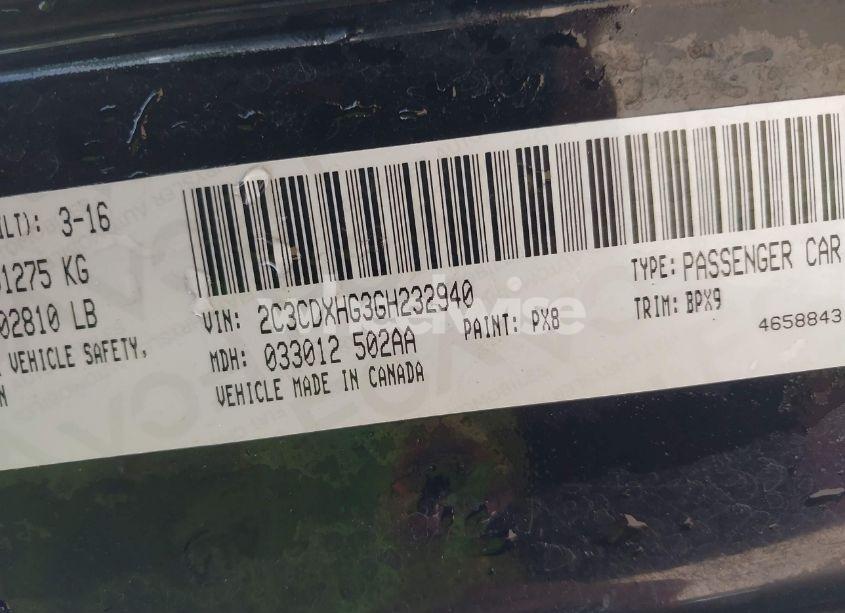 ILT): 3-16
1275 KG
02810 LB
VEHICLE SAFETY,
N
VIN: 2C3CDXHG3GH232940
MDH: 033012 502AA
PAINT: PX8
VEHICLE MADE IN CANADA
TYPE: PASSENGER CAR
TRIM: BPX9
4658843